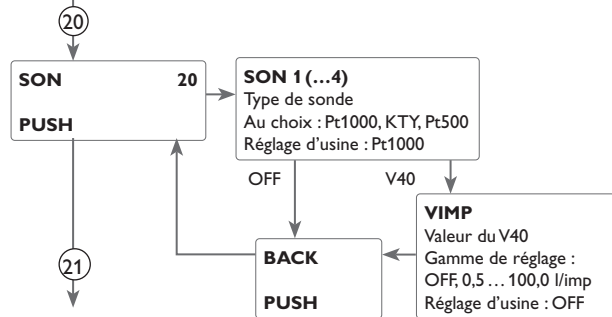 20
SON 20
PUSH
SON 1 (...4)
Type de sonde
Au choix : Pt1000, KTY, Pt500
Réglage d'usine : Pt1000
OFF
V40
VIMP
Valeur du V40
Gamme de réglage :
OFF, 0,5 ... 100,0 l/imp
Réglage d'usine : OFF
BACK
PUSH
21